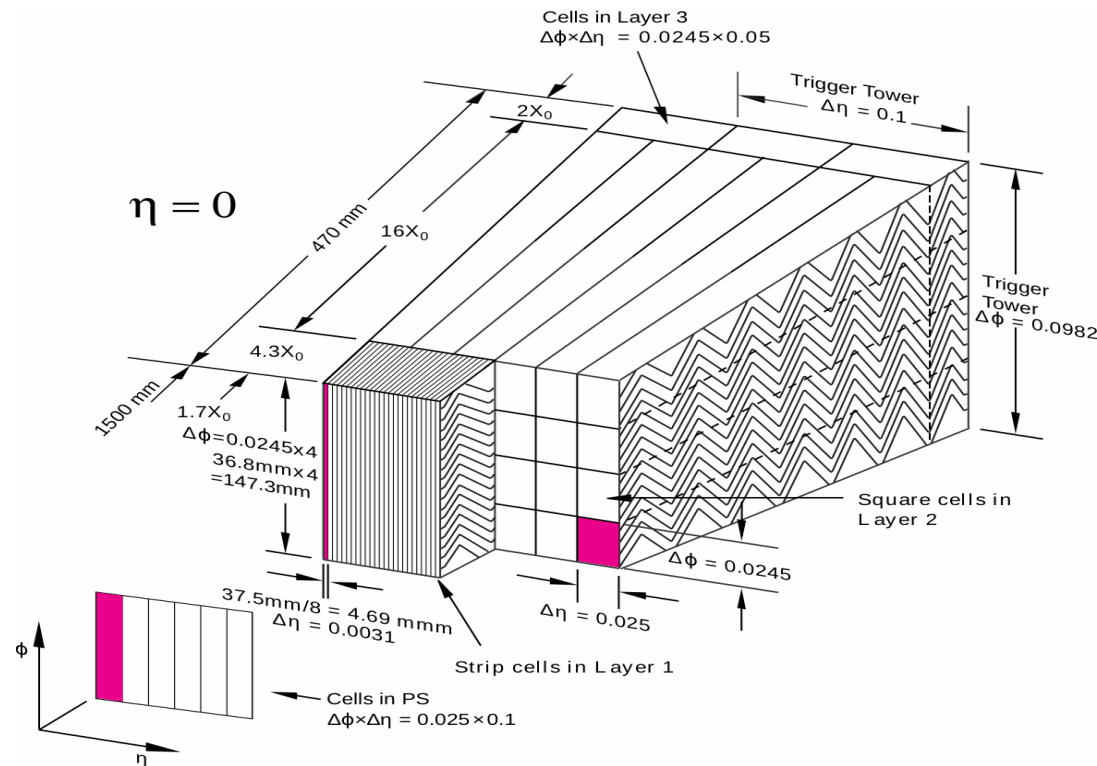 Cells in Layer 3
Δϕ×Δη = 0.0245×0.05
Trigger Tower
Δη = 0.1
2X₀
η = 0
470 mm
16X₀
Trigger
Tower
Δϕ = 0.0982
4.3X₀
1500 mm
1.7X₀
Δϕ=0.0245x4
36.8mmx4
=147.3mm
Square cells in
Layer 2
Δϕ = 0.0245
37.5mm/8 = 4.69 mmm
Δη = 0.0031
Δη = 0.025
Strip cells in Layer 1
ϕ
Cells in PS
Δϕ×Δη = 0.025×0.1
η